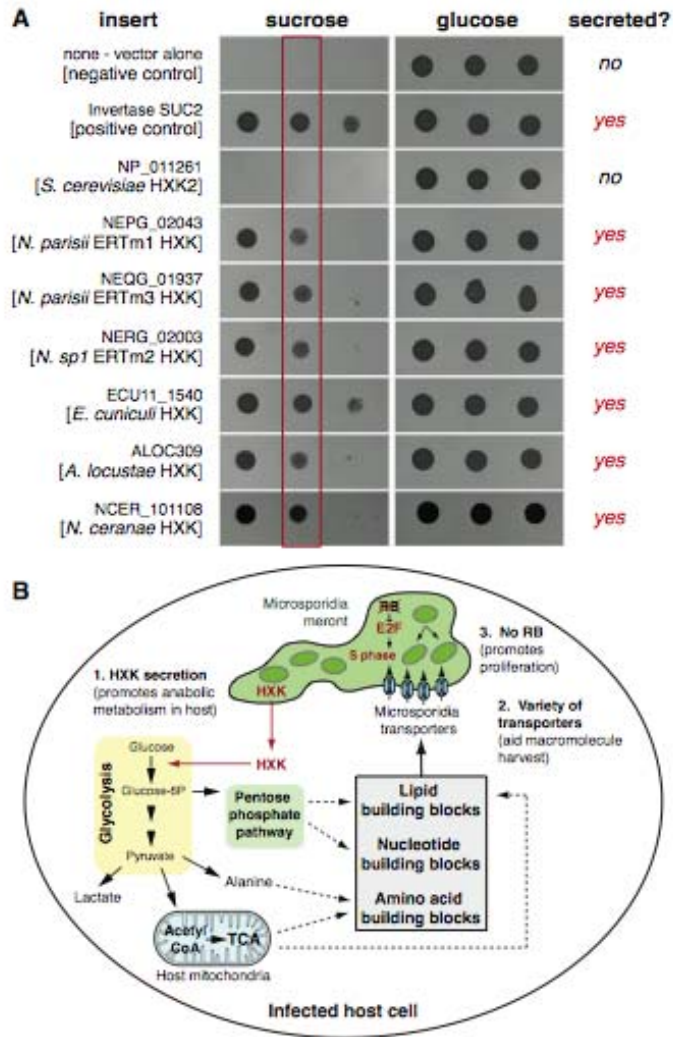 A
insert sucrose glucose secreted?
none - vector alone
[negative control]
no
Invertase SUC2
[positive control]
yes
NP_011261
[S. cerevisiae HXK2]
no
NEPG_02043
[N. parisii ERTm1 HXK]
yes
NEQG_01937
[N. parisii ERTm3 HXK]
yes
NERG_02003
[N. sp1 ERTm2 HXK]
yes
ECU11_1540
[E. cuniculi HXK]
yes
ALOC309
[A. locustae HXK]
yes
NCER_101108
[N. ceranae HXK]
yes
B
Microsporidia
meront
RB
E2F
S phase
HXK
3. No RB
(promotes
proliferation)
1. HXK secretion
(promotes anabolic
metabolism in host)
Microsporidia
transporters
2. Variety of
transporters
(aid macromolecule
harvest)
HXK
Glycolysis
Glucose
Glucose-6P
Pyruvate
Pentose
phosphate
pathway
Lipid
building blocks
Nucleotide
building blocks
Amino acid
building blocks
Lactate
Alanine
Acetyl
CoA
TCA
Host mitochondria
Infected host cell